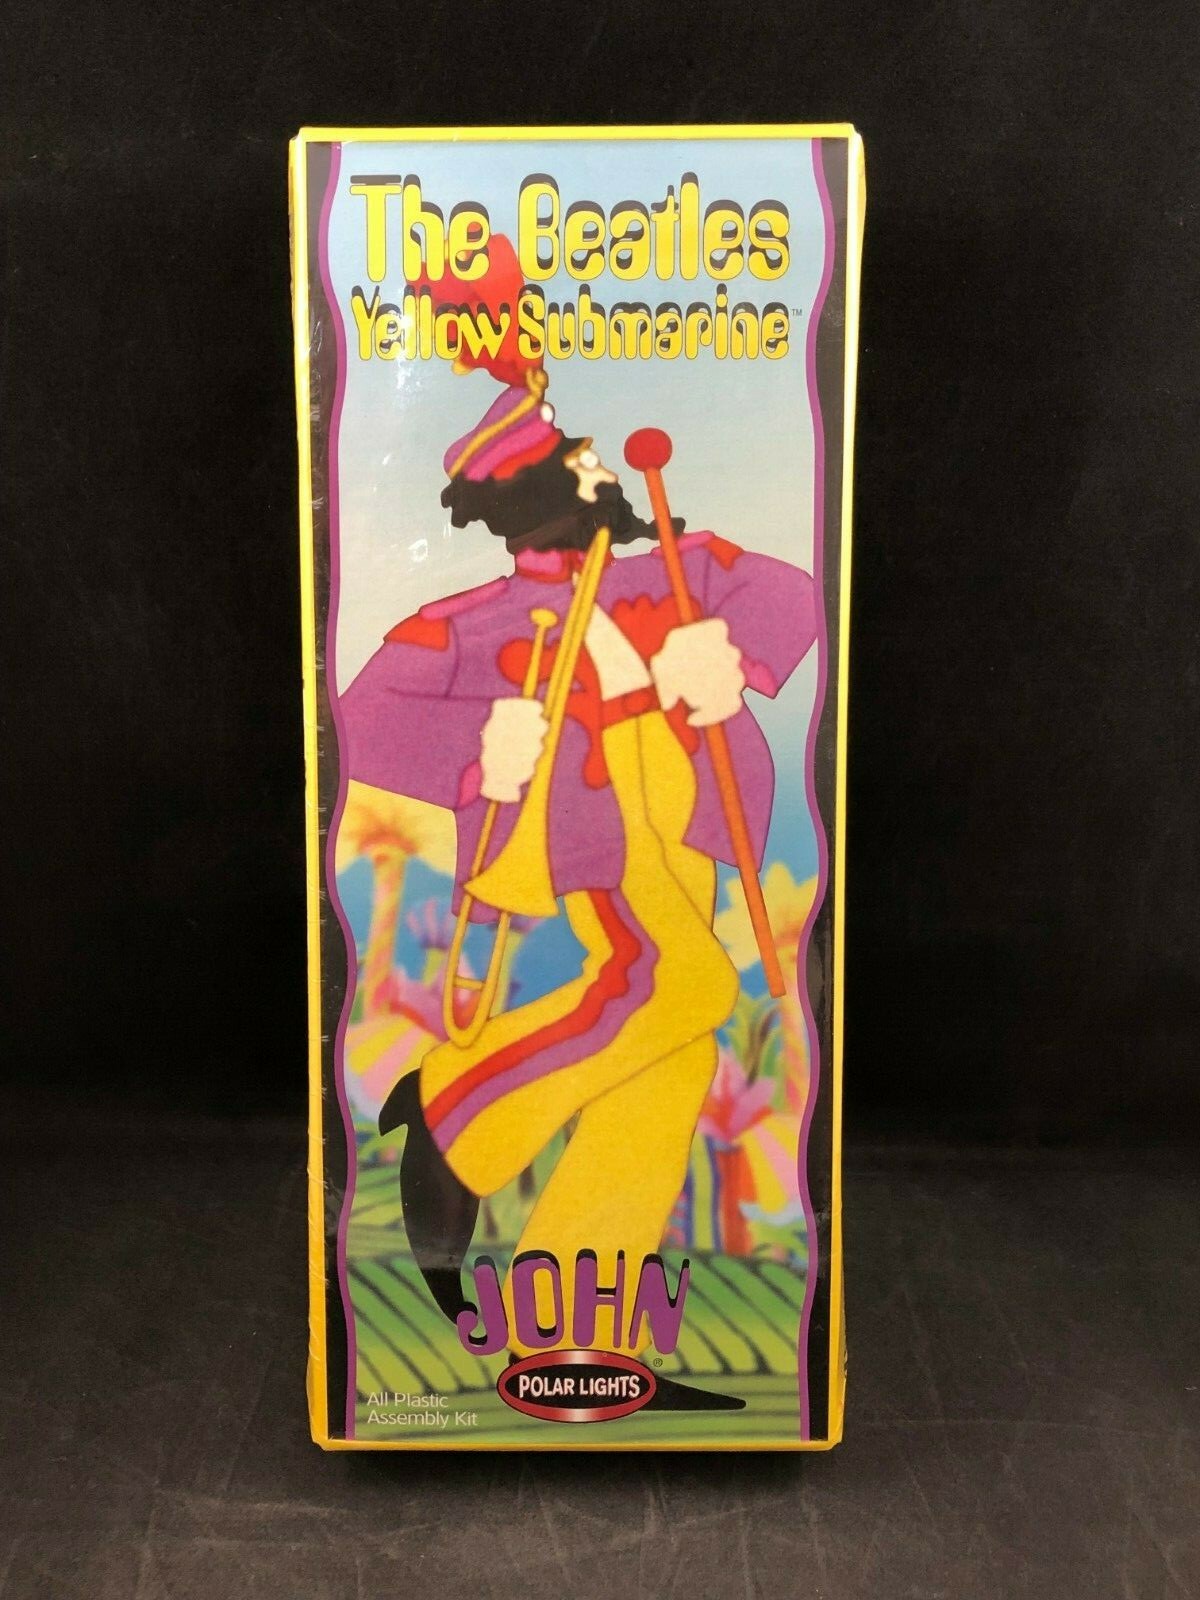 The Beatles
Yellow Submarine™
JOHN
POLAR LIGHTS®
All Plastic
Assembly Kit